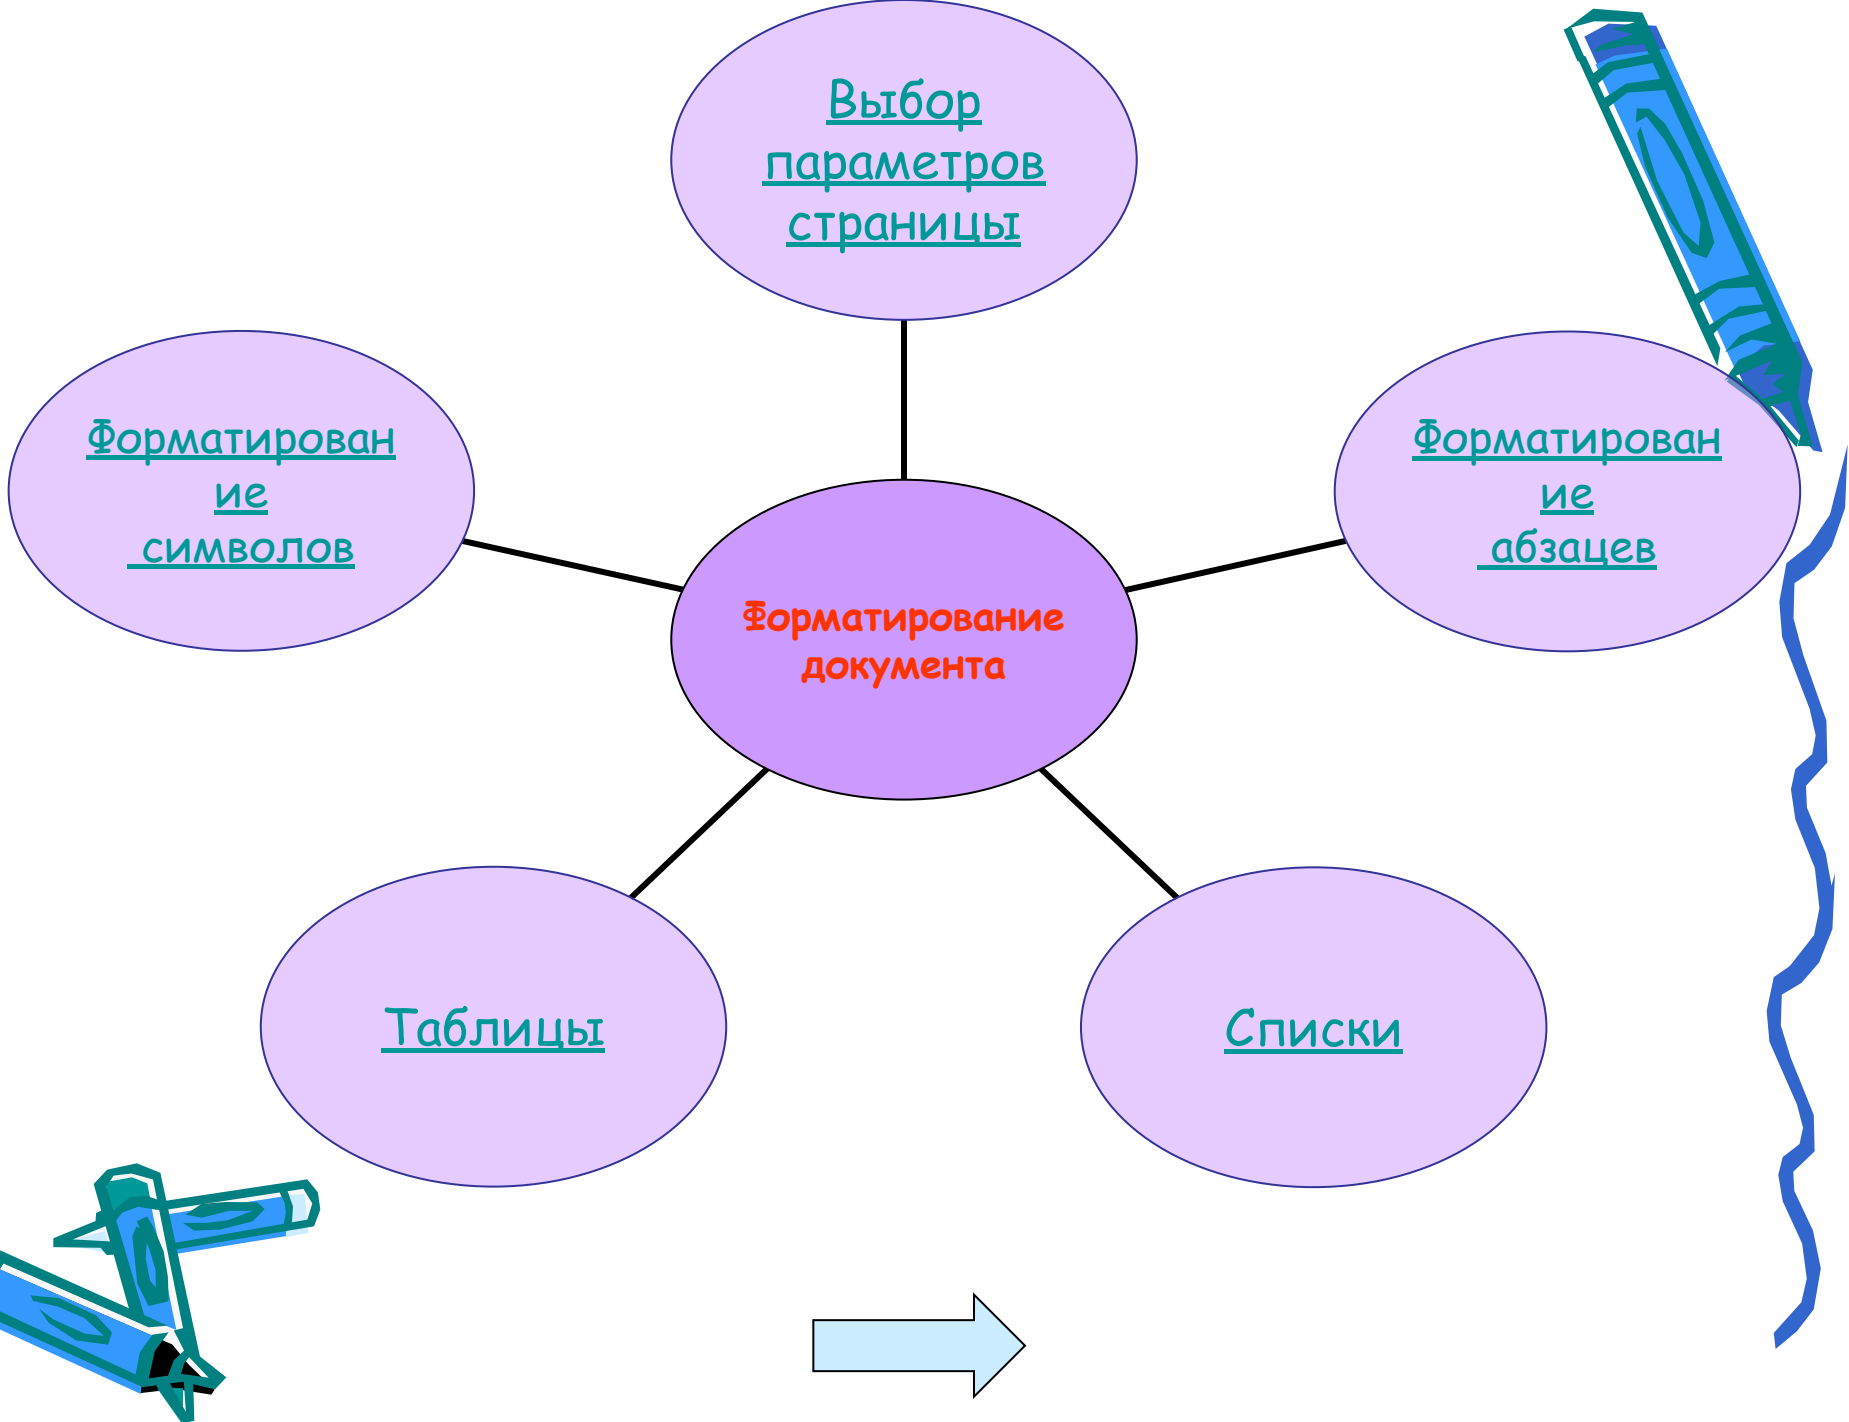 Выбор
параметров
страницы
Форматирован
ие
символов
Форматирован
ие
абзацев
Форматирование
документа
Таблицы
Списки